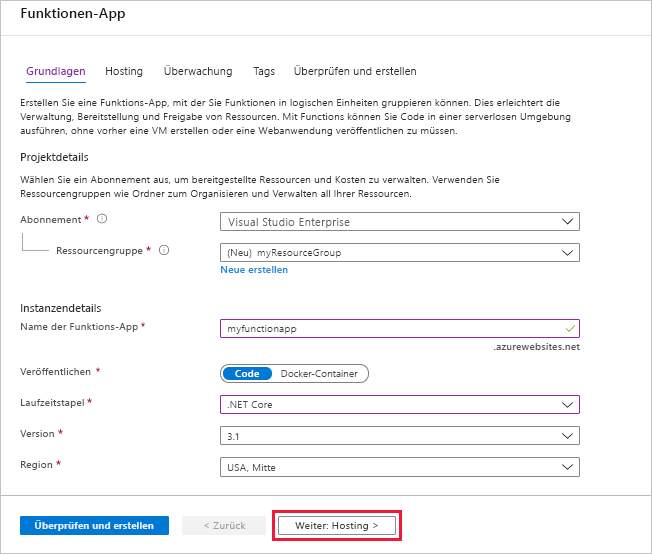 Funktionen-App
Grundlagen Hosting Überwachung Tags Überprüfen und erstellen
Erstellen Sie eine Funktions-App, mit der Sie Funktionen in logischen Einheiten gruppieren können. Dies erleichtert die
Verwaltung, Bereitstellung und Freigabe von Ressourcen. Mit Functions können Sie Code in einer serverlosen Umgebung
ausführen, ohne vorher eine VM erstellen oder eine Webanwendung veröffentlichen zu müssen.
Projektdetails
Wählen Sie ein Abonnement aus, um bereitgestellte Ressourcen und Kosten zu verwalten. Verwenden Sie
Ressourcengruppen wie Ordner zum Organisieren und Verwalten all Ihrer Ressourcen.
Abonnement * Visual Studio Enterprise
Ressourcengruppe * (Neu) myResourceGroup
Neue erstellen
Instanzendetails
Name der Funktions-App * myfunctionapp
.azurewebsites.net
Veröffentlichen * Code Docker-Container
Laufzeitstapel * .NET Core
Version * 3.1
Region * USA, Mitte
Überprüfen und erstellen < Zurück Weiter: Hosting >